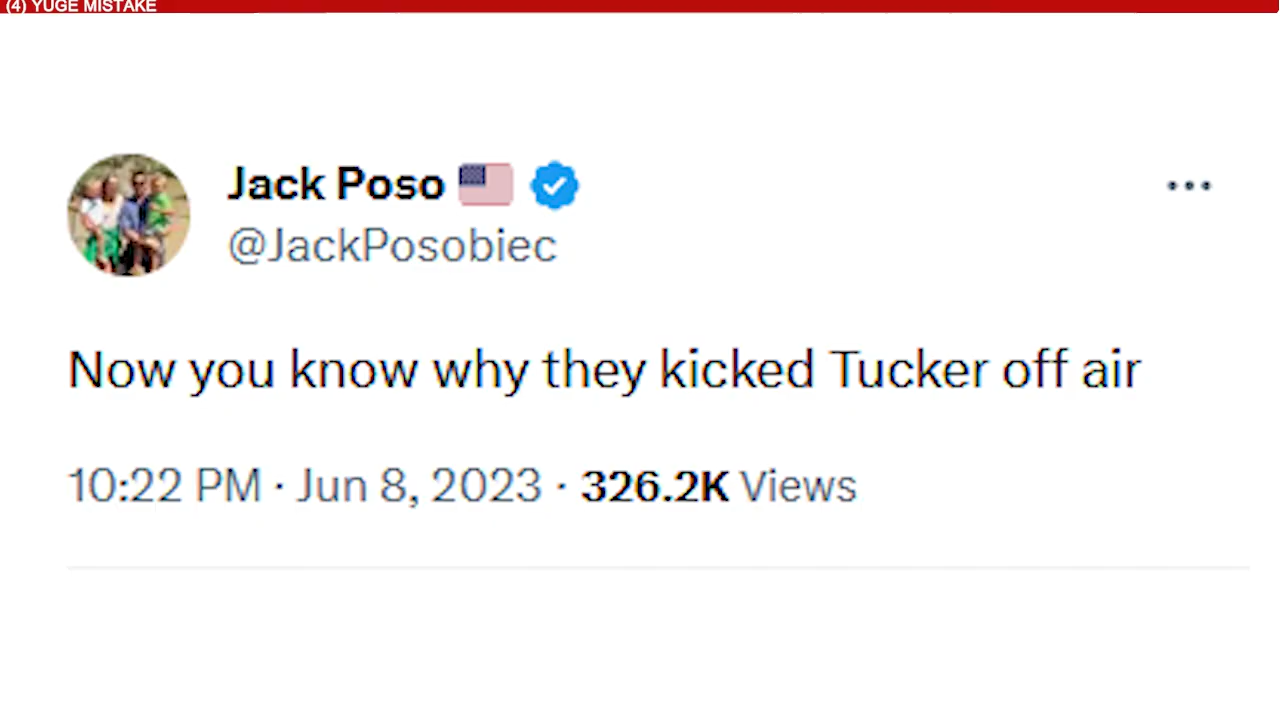 (4) YUGE MISTAKE
Jack Poso 🇺🇸
@JackPosobiec
Now you know why they kicked Tucker off air
10:22 PM · Jun 8, 2023 · 326.2K Views